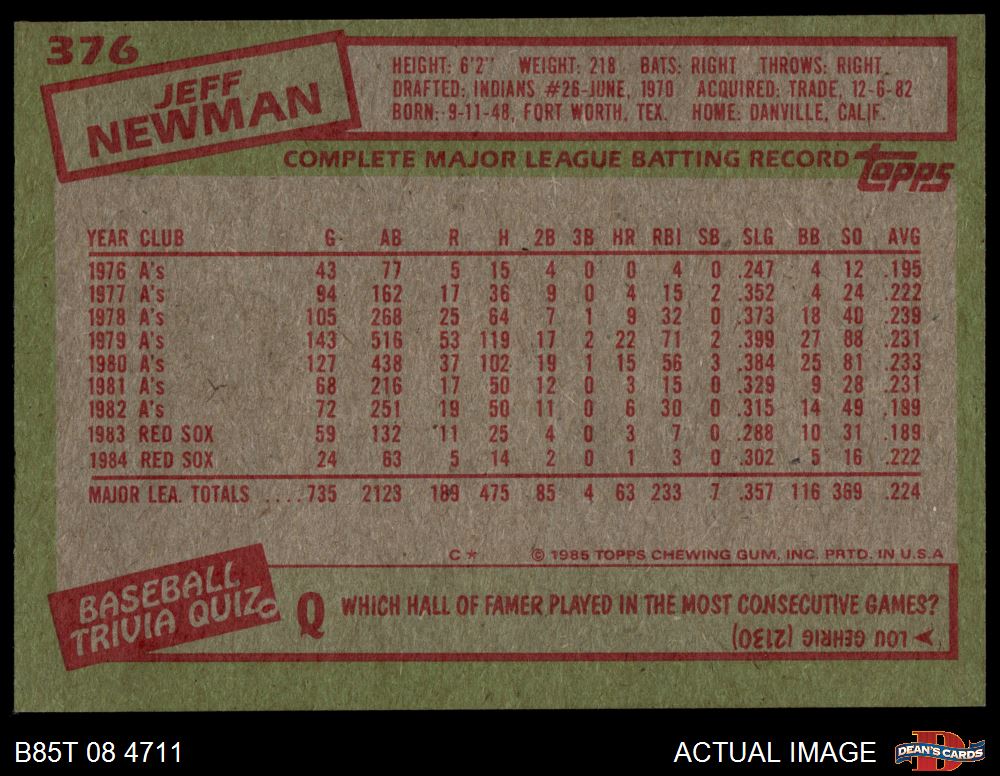 376
JEFF
NEWMAN
HEIGHT: 6'2" WEIGHT: 218 BATS: RIGHT THROWS: RIGHT
DRAFTED: INDIANS #26-JUNE, 1970 ACQUIRED: TRADE, 12-6-82
BORN: 9-11-48, FORT WORTH, TEX. HOME: DANVILLE, CALIF.
COMPLETE MAJOR LEAGUE BATTING RECORD topps
YEAR CLUB G AB R H 2B 3B HR RBI SB SLG BB SO AVG
1976 A's 43 77 5 15 4 0 0 4 0 .247 4 12 .195
1977 A's 94 162 17 36 9 0 4 15 2 .352 4 24 .222
1978 A's 105 268 25 64 7 1 9 32 0 .373 18 40 .239
1979 A's 143 516 53 119 17 2 22 71 2 .399 27 88 .231
1980 A's 127 438 37 102 19 1 15 56 3 .384 25 81 .233
1981 A's 68 216 17 50 12 0 3 15 0 .329 9 28 .231
1982 A's 72 251 19 50 11 0 6 30 0 .315 14 49 .199
1983 RED SOX 59 132 11 25 4 0 3 7 0 .288 10 31 .189
1984 RED SOX 24 63 5 14 2 0 1 3 0 .302 5 16 .222
MAJOR LEA. TOTALS ....735 2123 189 475 85 4 63 233 7 .357 116 369 .224
C * © 1985 TOPPS CHEWING GUM, INC. PRTD. IN U.S.A
BASEBALL
TRIVIA QUIZ
Q WHICH HALL OF FAMER PLAYED IN THE MOST CONSECUTIVE GAMES?
LOU GEHRIG (2130)
B85T 08 4711
ACTUAL IMAGE
D
DEAN'S CARDS